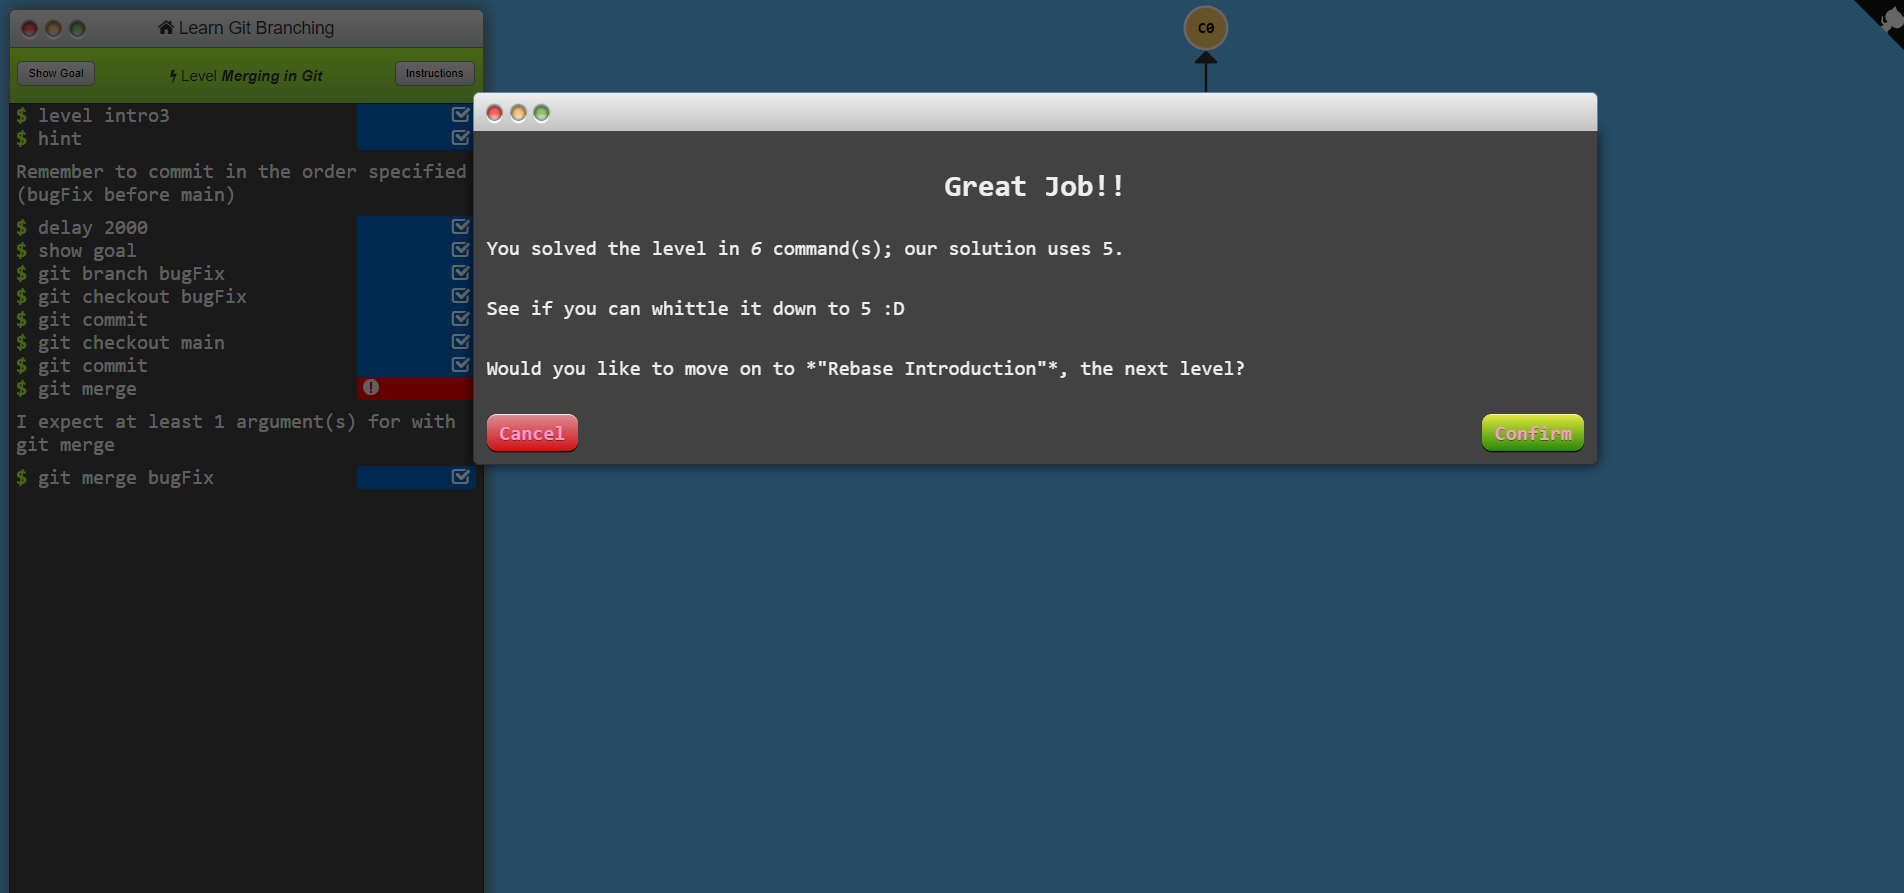 Learn Git Branching
Show Goal
Level Merging in Git
Instructions
$ level intro3
$ hint
Remember to commit in the order specified
(bugFix before main)
$ delay 2000
$ show goal
$ git branch bugFix
$ git checkout bugFix
$ git commit
$ git checkout main
$ git commit
$ git merge
I expect at least 1 argument(s) for with
git merge
$ git merge bugFix
C0
Great Job!!
You solved the level in 6 command(s); our solution uses 5.
See if you can whittle it down to 5 :D
Would you like to move on to *"Rebase Introduction"*, the next level?
Cancel
Confirm